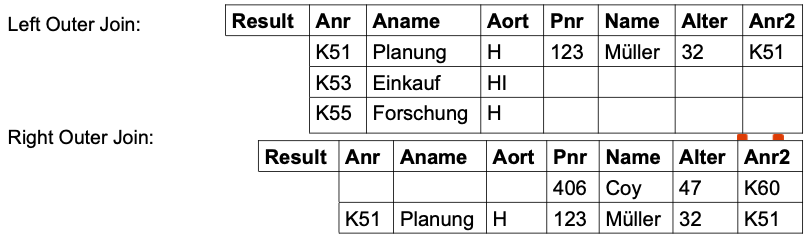 Left Outer Join:
Result Anr Aname Aort Pnr Name Alter Anr2
K51 Planung H 123 Müller 32 K51
K53 Einkauf HI
K55 Forschung H
Right Outer Join:
Result Anr Aname Aort Pnr Name Alter Anr2
406 Coy 47 K60
K51 Planung H 123 Müller 32 K51